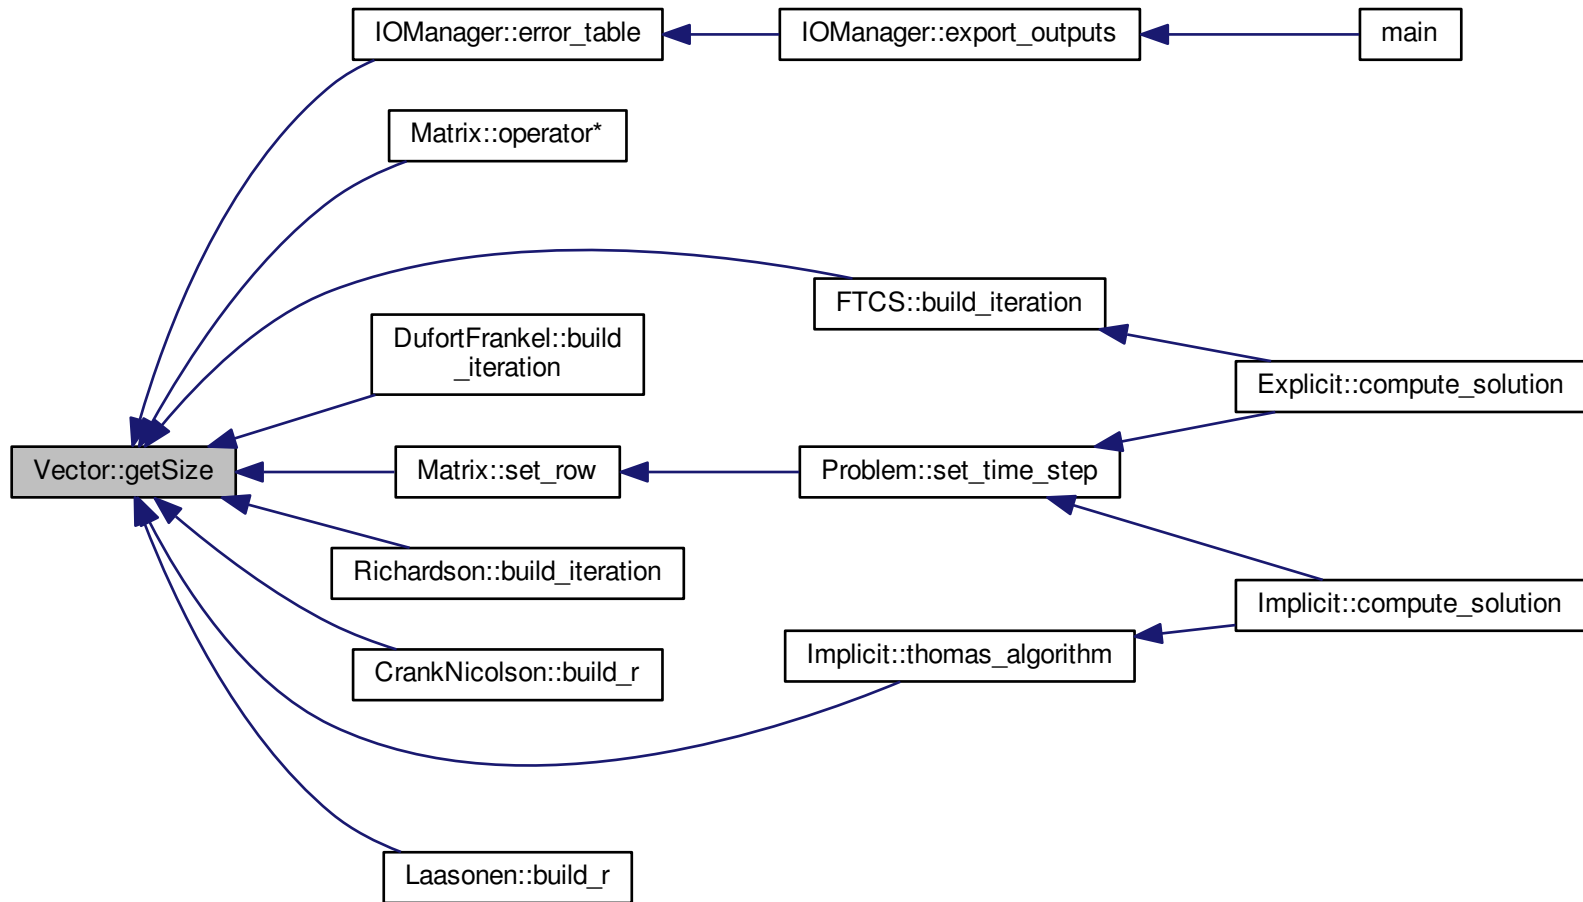 IOManager::error_table
IOManager::export_outputs
main
Matrix::operator*
FTCS::build_iteration
DufortFrankel::build
_iteration
Explicit::compute_solution
Vector::getSize
Matrix::set_row
Problem::set_time_step
Richardson::build_iteration
Implicit::compute_solution
Implicit::thomas_algorithm
CrankNicolson::build_r
Laasonen::build_r